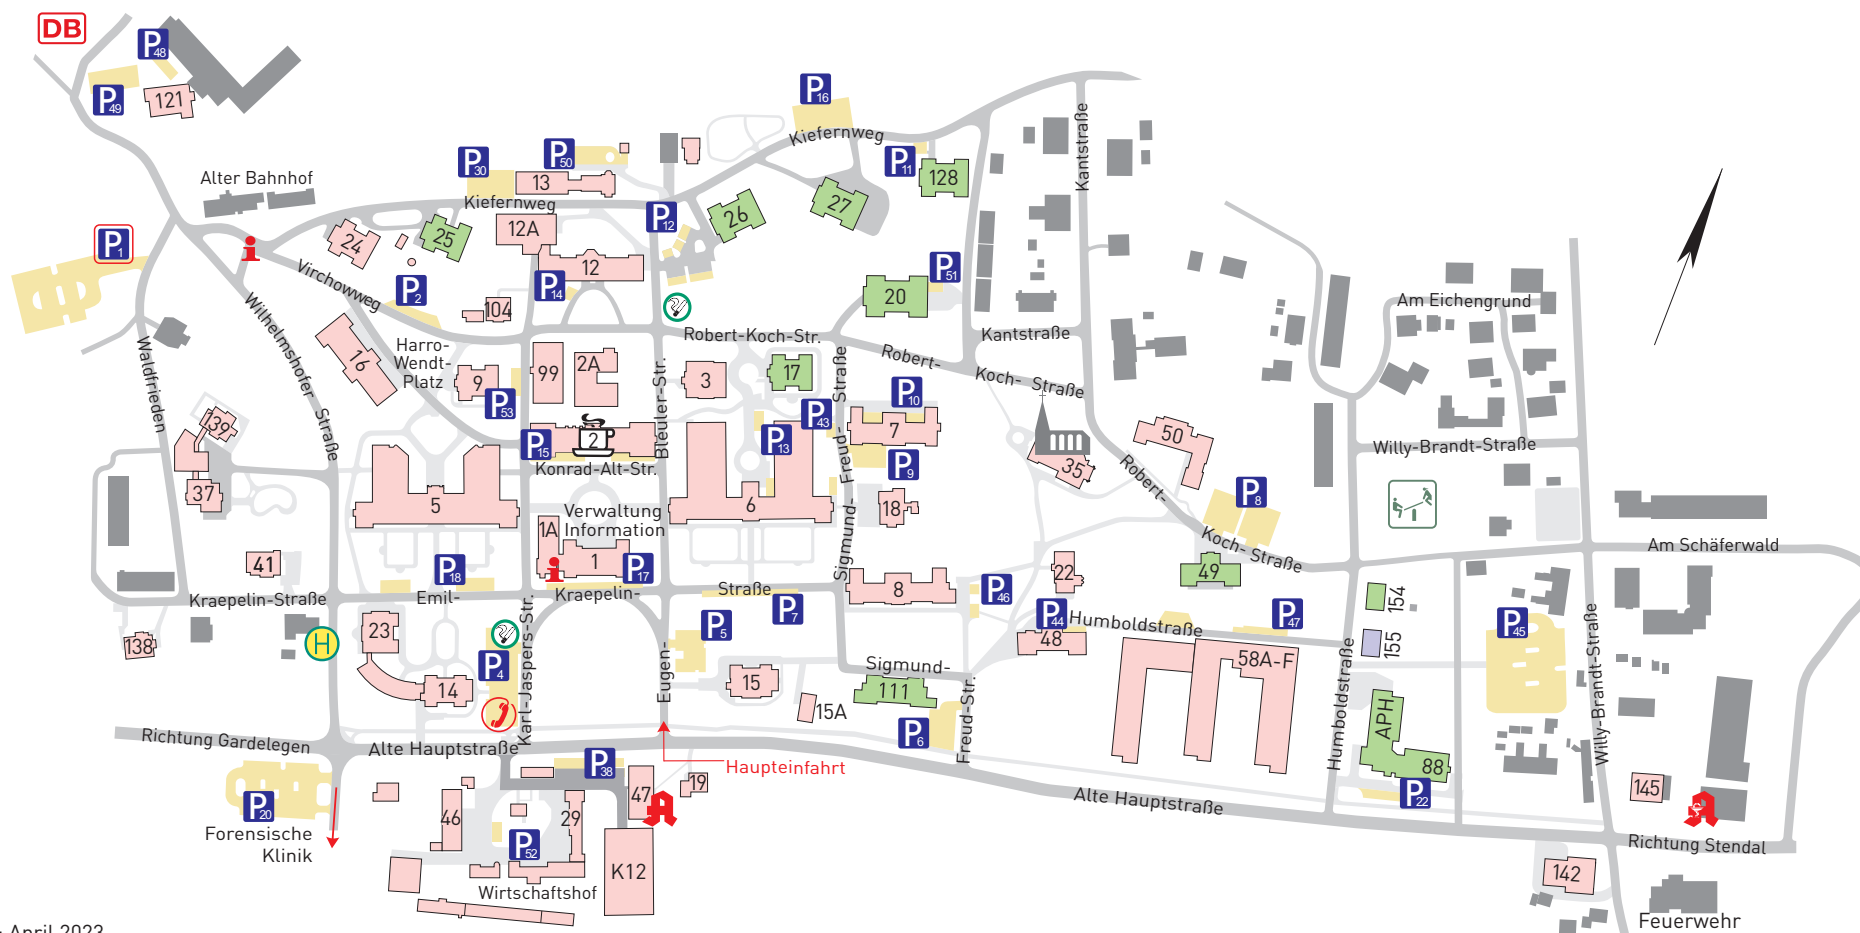 DB
P48
P49
121
P16
Kiefernweg
P30
P50
13
Kiefernweg
Alter Bahnhof
P1
24
25
12A
12
P12
26
27
P11
128
Kantstraße
Virchowweg
P2
104
P14
20
P51
Robert-Koch-Str.
Kantstraße
Robert-
Koch- Straße
Am Eichengrund
Waldfrieden
Wilhelmshofer Straße
16
Harro-
Wendt-
Platz
9
P53
99
2A
3
17
Bleuler-Str.
P43
P13
P10
7
P9
Sigmund- Freud- Straße
139
37
5
P15
2
Konrad-Alt-Str.
6
18
35
50
Robert-
Koch- Straße
P8
Willy-Brandt-Straße
1A
Verwaltung
Information
1
P17
41
Kraepelin-Straße
P18
Emil-
Kraepelin-
Straße
P7
8
P46
22
P44
48
Humboldstraße
P47
49
154
155
P45
Am Schäferwald
138
H
23
14
P4
Karl-Jaspers-Str.
Eugen-
P5
15
15A
Sigmund-
111
P6
Freud-Str.
58A-F
Humboldstraße
APH
88
P22
Willy-Brandt-Straße
Richtung Gardelegen
Alte Hauptstraße
Haupteinfahrt
Alte Hauptstraße
145
Richtung Stendal
P20
Forensische
Klinik
46
P38
47
19
29
P52
K12
Wirtschaftshof
142
Feuerwehr
April 2023